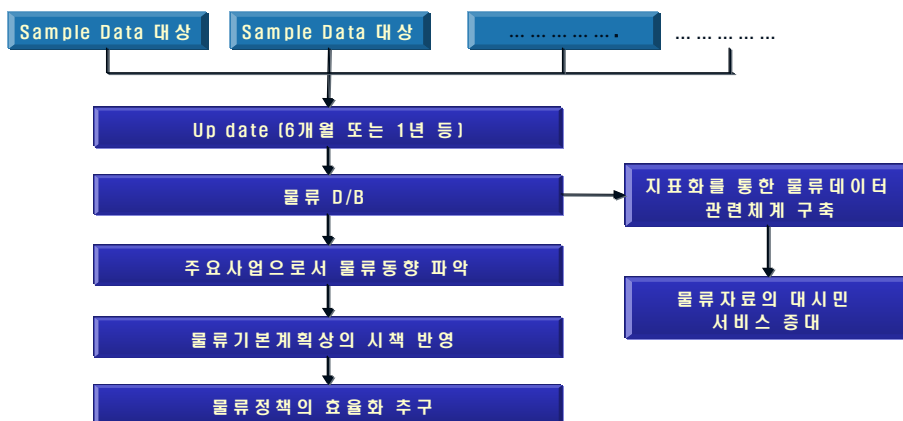 Sample Data 대상
Sample Data 대상
…………….
……………
Up date (6개월 또는 1년 등)
물류 D/B
지표화를 통한 물류데이터
관련체계 구축
주요사업으로서 물류동향 파악
물류자료의 대시민
서비스 증대
물류기본계획상의 시책 반영
물류정책의 효율화 추구